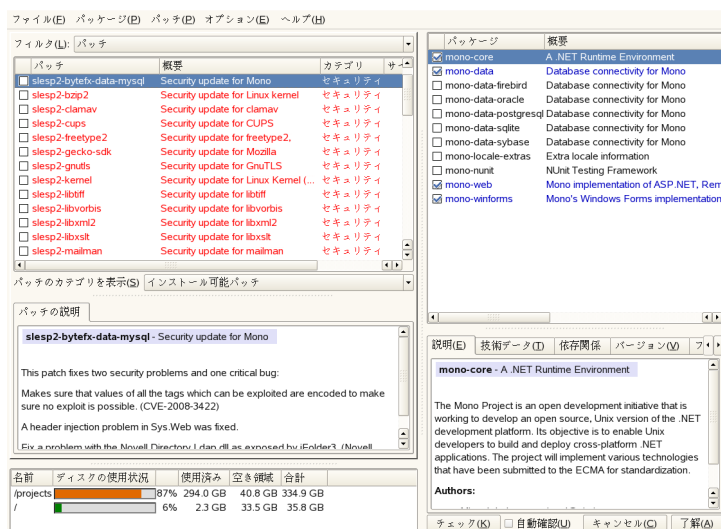 ファイル(F) パッケージ(P) パッチ(P) オプション(E) ヘルプ(H)
フィルタ(L): パッチ
パッチ 概要 カテゴリ サイ
slesp2-bytefx-data-mysql Security update for Mono セキュリティ
slesp2-bzip2 Security update for Linux kernel セキュリティ
slesp2-clamav Security update for clamav セキュリティ
slesp2-cups Security update for CUPS セキュリティ
slesp2-freetype2 Security update for freetype2, セキュリティ
slesp2-gecko-sdk Security update for Mozilla セキュリティ
slesp2-gnutls Security update for GnuTLS セキュリティ
slesp2-kernel Security update for Linux Kernel (... セキュリティ
slesp2-libtiff Security update for libtiff セキュリティ
slesp2-libvorbis Security update for libvorbis セキュリティ
slesp2-libxml2 Security update for libxml2 セキュリティ
slesp2-libxslt Security update for libxslt セキュリティ
slesp2-mailman Security update for mailman セキュリティ
パッチのカテゴリを表示(S) インストール可能パッチ
パッチの説明
slesp2-bytefx-data-mysql - Security update for Mono
This patch fixes two security problems and one critical bug:
Makes sure that values of all the tags which can be exploited are encoded to make
sure no exploit is possible. (CVE-2008-3422)
A header injection problem in Sys.Web was fixed.
Fix a problem with the Novell Directory Ldap dll as exposed by iFolder3. (Novell
名前 ディスクの使用状況 使用済み 空き領域 合計
/projects 87% 294.0 GB 40.8 GB 334.9 GB
/ 6% 2.3 GB 33.5 GB 35.8 GB
パッケージ 概要
mono-core A .NET Runtime Environment
mono-data Database connectivity for Mono
mono-data-firebird Database connectivity for Mono
mono-data-oracle Database connectivity for Mono
mono-data-postgresql Database connectivity for Mono
mono-data-sqlite Database connectivity for Mono
mono-data-sybase Database connectivity for Mono
mono-locale-extras Extra locale information
mono-nunit NUnit Testing Framework
mono-web Mono implementation of ASP.NET, Rem
mono-winforms Mono's Windows Forms implementation
説明(E) 技術データ(T) 依存関係 バージョン(V) フ
mono-core - A .NET Runtime Environment
The Mono Project is an open development initiative that is
working to develop an open source, Unix version of the .NET
development platform. Its objective is to enable Unix
developers to build and deploy cross-platform .NET
applications. The project will implement various technologies
that have been submitted to the ECMA for standardization.
Authors:
チェック(K) 自動確認(U) キャンセル(C) 了解(A)